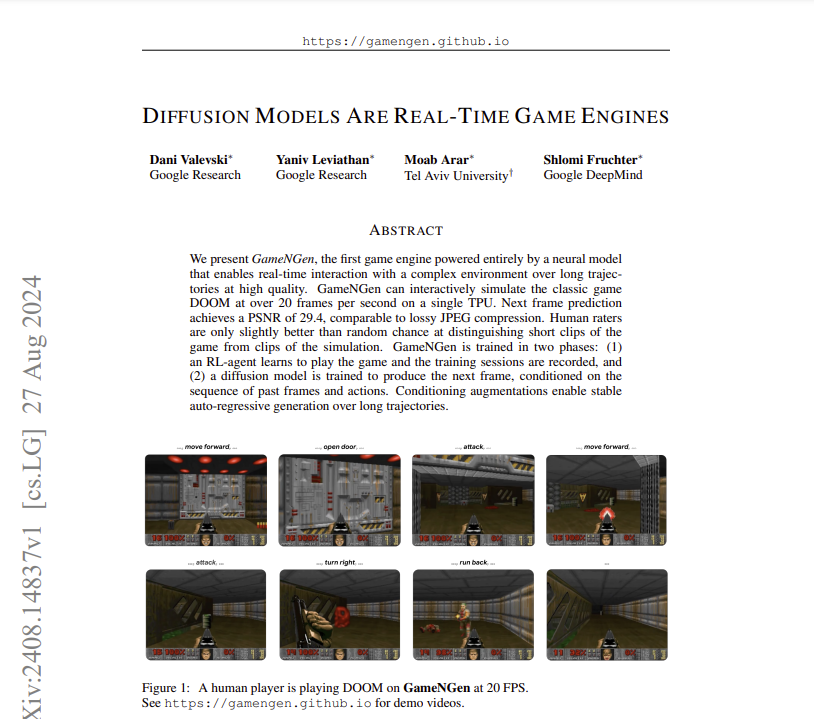 https://gamengen.github.io
DIFFUSION MODELS ARE REAL-TIME GAME ENGINES
Dani Valevski* Yaniv Leviathan* Moab Arar* Shlomi Fruchter*
Google Research Google Research Tel Aviv University† Google DeepMind
ABSTRACT
We present GameNGen, the first game engine powered entirely by a neural model
that enables real-time interaction with a complex environment over long trajec-
tories at high quality. GameNGen can interactively simulate the classic game
DOOM at over 20 frames per second on a single TPU. Next frame prediction
achieves a PSNR of 29.4, comparable to lossy JPEG compression. Human raters
are only slightly better than random chance at distinguishing short clips of the
game from clips of the simulation. GameNGen is trained in two phases: (1)
an RL-agent learns to play the game and the training sessions are recorded, and
(2) a diffusion model is trained to produce the next frame, conditioned on the
sequence of past frames and actions. Conditioning augmentations enable stable
auto-regressive generation over long trajectories.
..., move forward, ... ..., open door, ... ..., attack, ... ..., move forward, ...
..., attack, ... ..., turn right, ... ..., run back, ... ...
Figure 1: A human player is playing DOOM on GameNGen at 20 FPS.
See https://gamengen.github.io for demo videos.
Xiv:2408.14837v1 [cs.LG] 27 Aug 2024